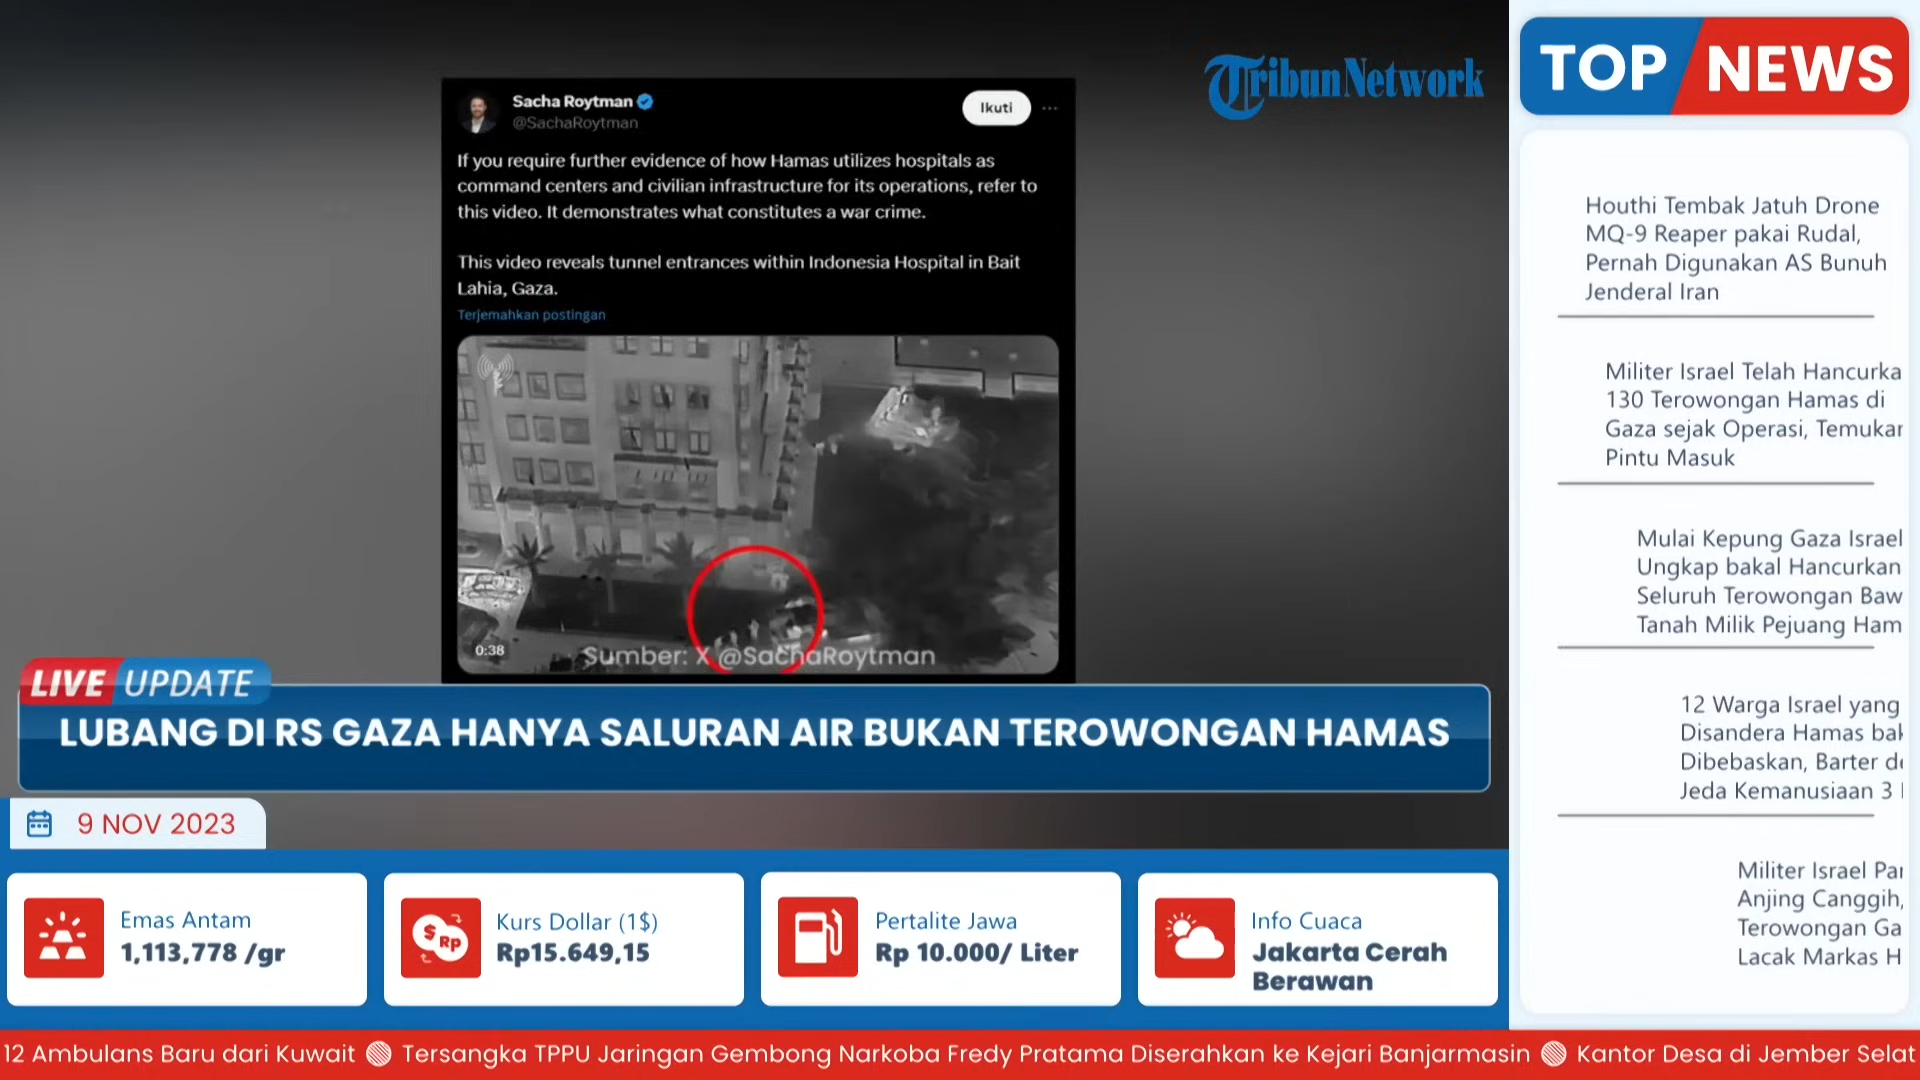 TribunNetwork
Sacha Roytman
@SachaRoytman
Ikuti
If you require further evidence of how Hamas utilizes hospitals as
command centers and civilian infrastructure for its operations, refer to
this video. It demonstrates what constitutes a war crime.
This video reveals tunnel entrances within Indonesia Hospital in Bait
Lahia, Gaza.
Terjemahkan postingan
0:38
Sumber: X @SachaRoytman
LIVE UPDATE
LUBANG DI RS GAZA HANYA SALURAN AIR BUKAN TEROWONGAN HAMAS
9 NOV 2023
Emas Antam
1,113,778 /gr
Kurs Dollar (1$)
Rp15.649,15
Pertalite Jawa
Rp 10.000/ Liter
Info Cuaca
Jakarta Cerah
Berawan
TOP NEWS
Houthi Tembak Jatuh Drone
MQ-9 Reaper pakai Rudal,
Pernah Digunakan AS Bunuh
Jenderal Iran
Militer Israel Telah Hancurka
130 Terowongan Hamas di
Gaza sejak Operasi, Temukan
Pintu Masuk
Mulai Kepung Gaza Israel
Ungkap bakal Hancurkan
Seluruh Terowongan Baw
Tanah Milik Pejuang Ham
12 Warga Israel yang
Disandera Hamas bak
Dibebaskan, Barter de
Jeda Kemanusiaan 3
Militer Israel Pa
Anjing Canggih,
Terowongan Ga
Lacak Markas H
12 Ambulans Baru dari Kuwait
Tersangka TPPU Jaringan Gembong Narkoba Fredy Pratama Diserahkan ke Kejari Banjarmasin
Kantor Desa di Jember Selat